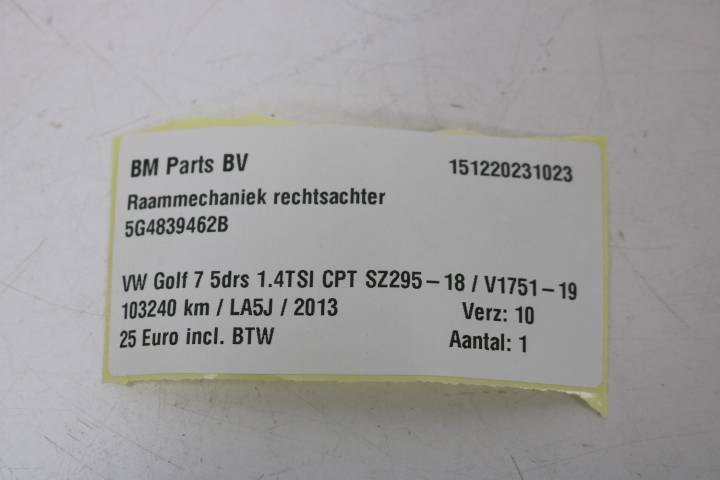 BM Parts BV 151220231023
Raammechaniek rechtsachter
5G4839462B
VW Golf 7 5drs 1.4TSI CPT SZ295-18 / V1751-19
103240 km / LA5J / 2013 Verz: 10
25 Euro incl. BTW Aantal: 1